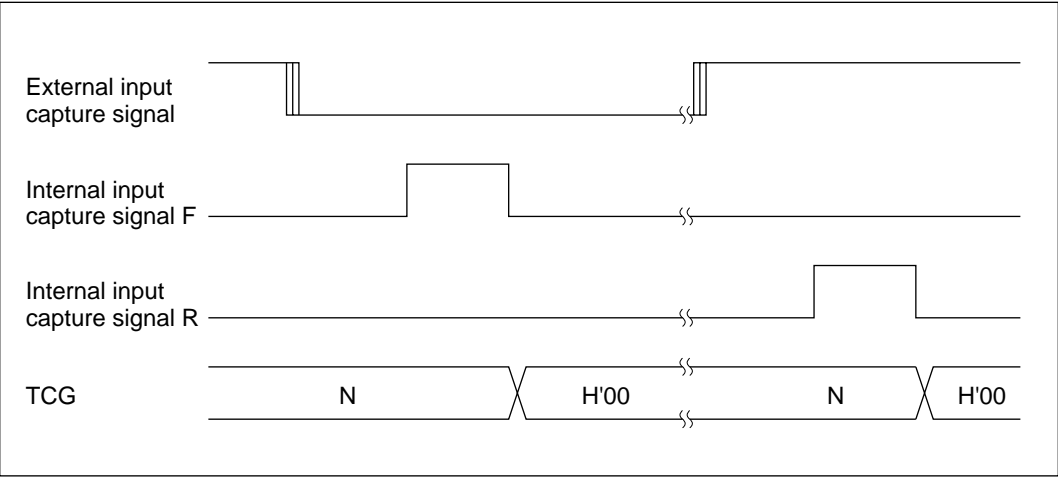 External input
capture signal
Internal input
capture signal F
Internal input
capture signal R
TCG N H'00 N H'00